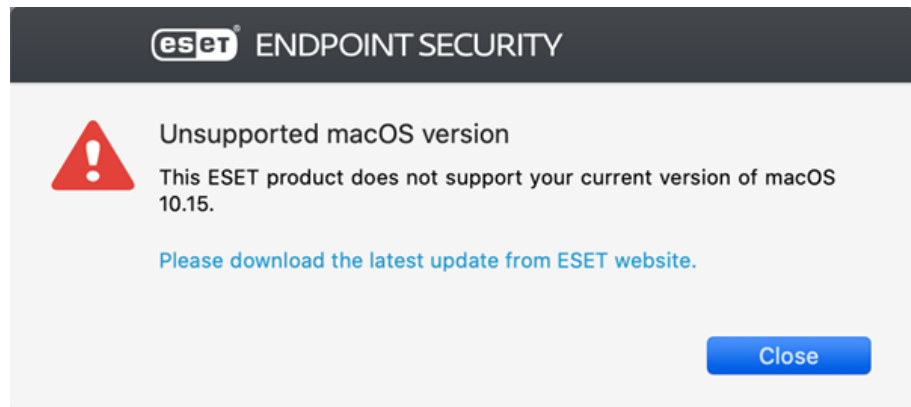 eset® ENDPOINT SECURITY
Unsupported macOS version
This ESET product does not support your current version of macOS
10.15.
Please download the latest update from ESET website.
Close